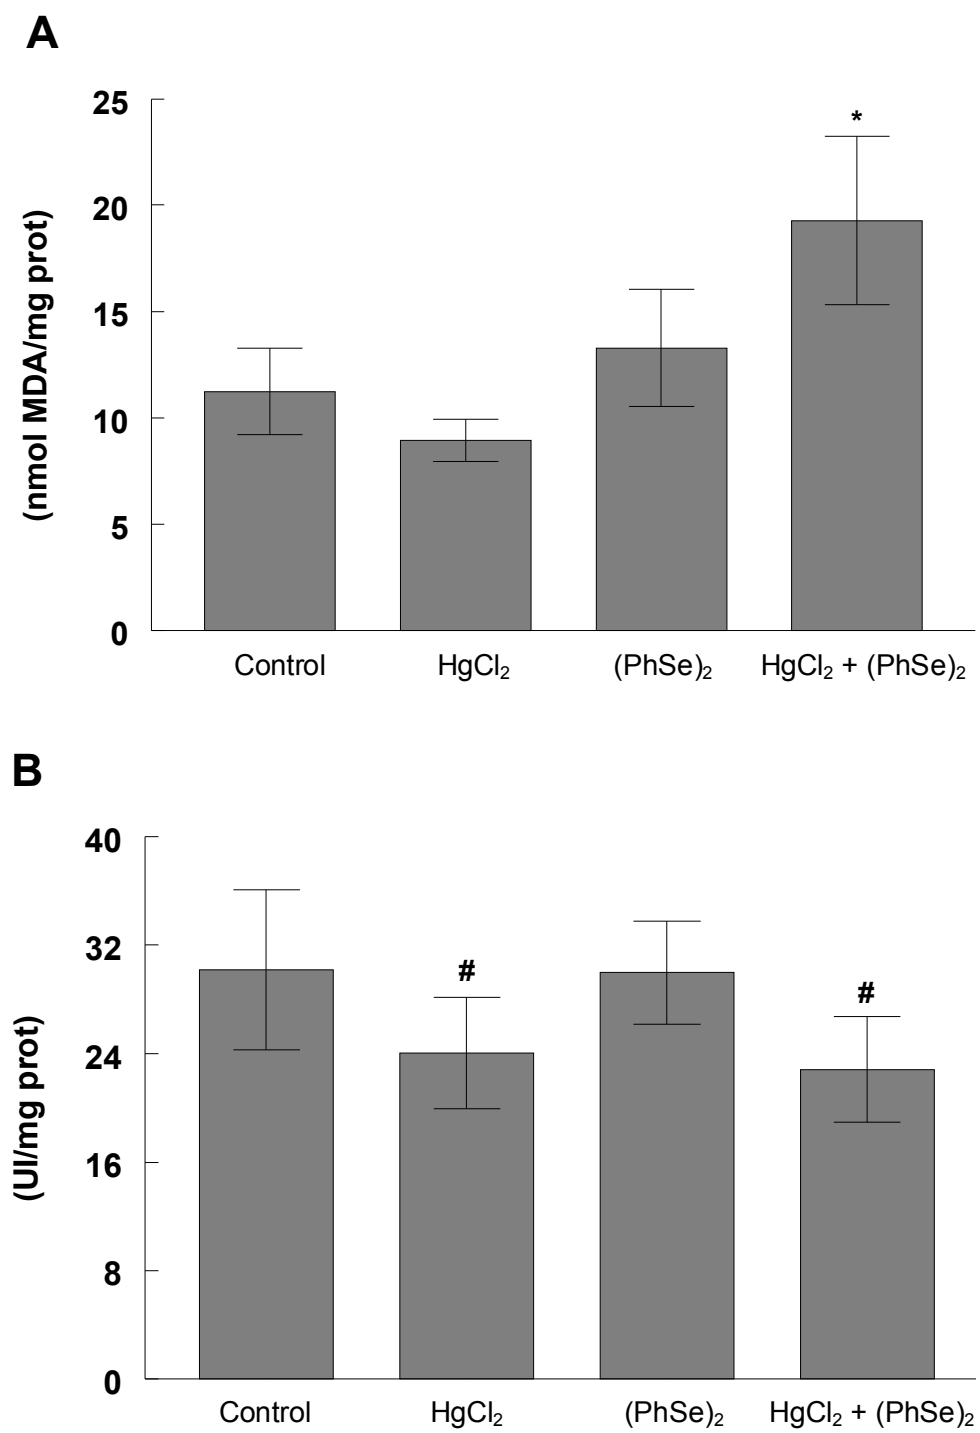 A
(nmol MDA/mg prot)
25
20
15
10
5
0
*
Control HgCl₂ (PhSe)₂ HgCl₂ + (PhSe)₂
B
(UI/mg prot)
40
32
24
16
8
0
# #
Control HgCl₂ (PhSe)₂ HgCl₂ + (PhSe)₂